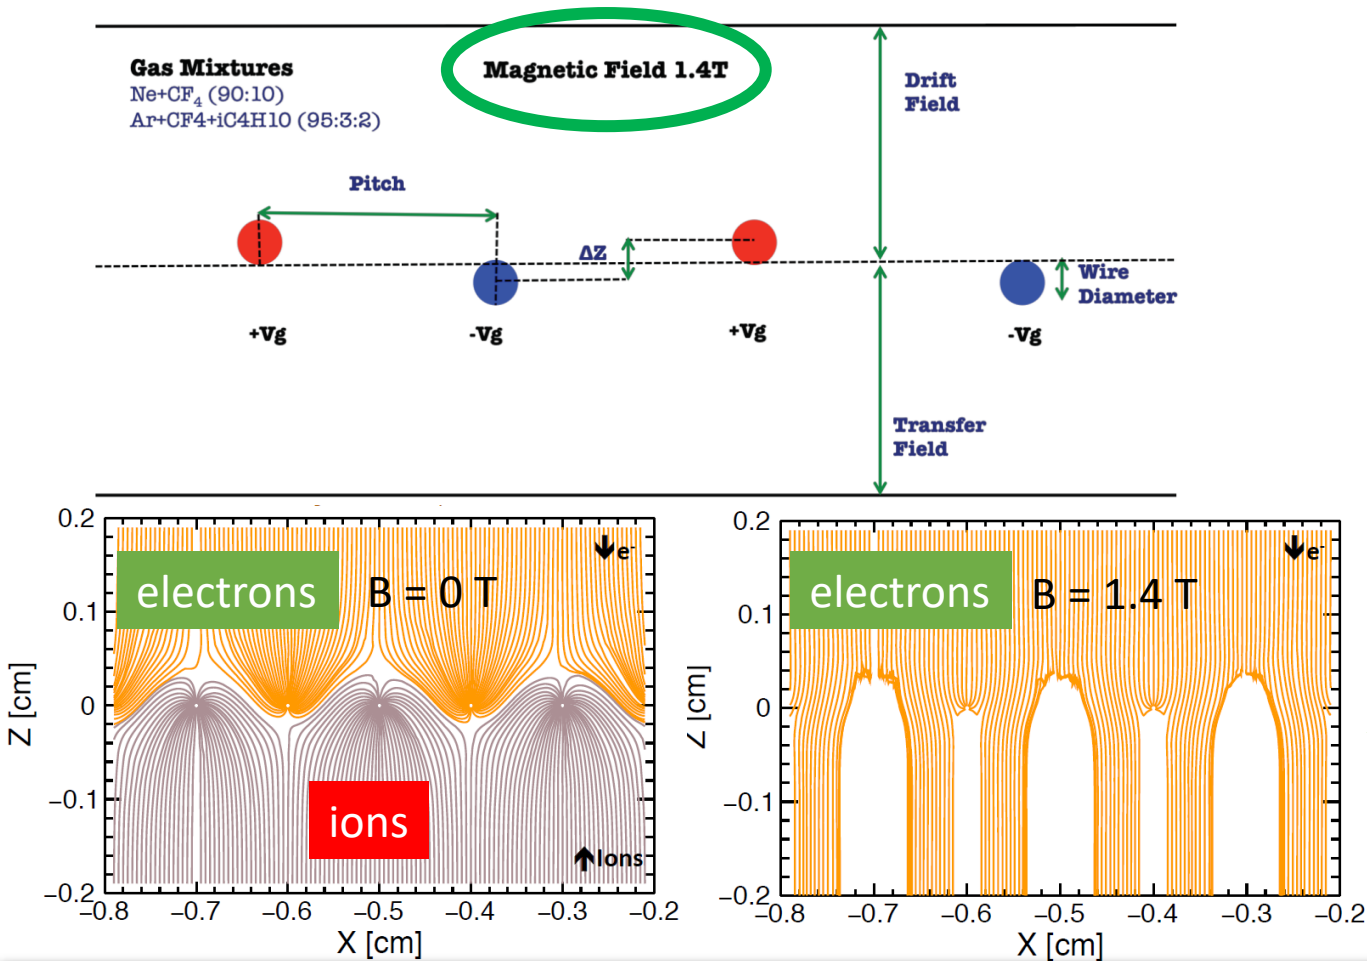 Gas Mixtures
Ne+CF₄ (90:10)
Ar+CF4+iC4H10 (95:3:2)
Magnetic Field 1.4T
Drift
Field
Pitch
ΔZ
Wire
Diameter
+Vg
-Vg
+Vg
-Vg
Transfer
Field
0.2
0.1
0
−0.1
−0.2
Z [cm]
electrons
B = 0 T
e⁻
ions
Ions
−0.8
−0.7
−0.6
−0.5
−0.4
−0.3
−0.2
X [cm]
0.2
0.1
0
−0.1
−0.2
Z [cm]
electrons
B = 1.4 T
e⁻
−0.8
−0.7
−0.6
−0.5
−0.4
−0.3
−0.2
X [cm]